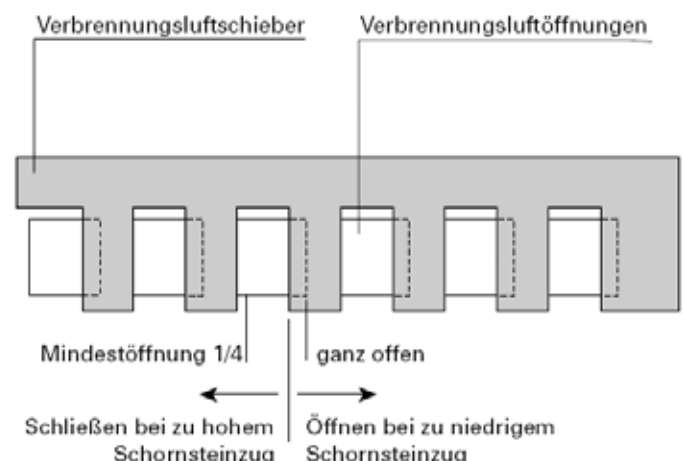 Verbrennungsluftschieber
Verbrennungsluftöffnungen
Mindestöffnung 1/4
ganz offen
Schließen bei zu hohem
Schornsteinzug
Öffnen bei zu niedrigem
Schornsteinzug